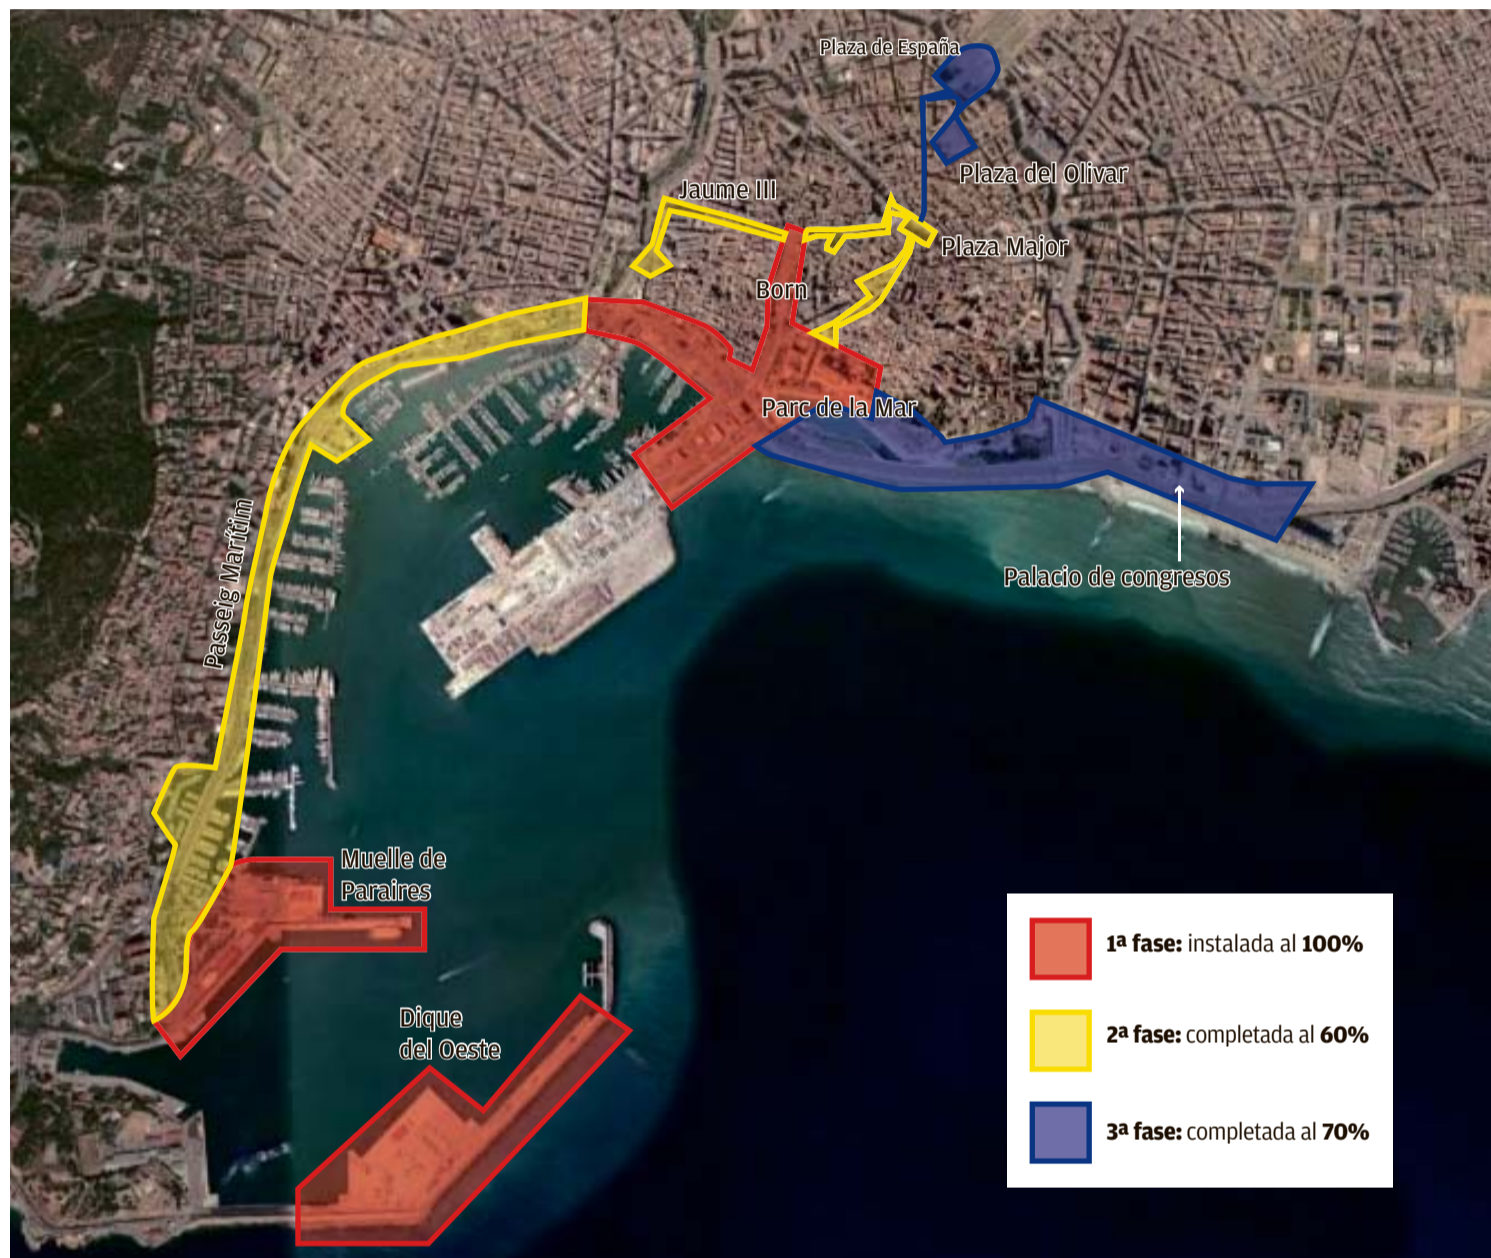 Plaza de España
Plaza del Olivar
Jaume III
Plaza Major
Born
Parc de la Mar
Passeig Marítim
Palacio de congresos
Muelle de
Paraires
Dique
del Oeste
1ª fase: instalada al 100%
2ª fase: completada al 60%
3ª fase: completada al 70%